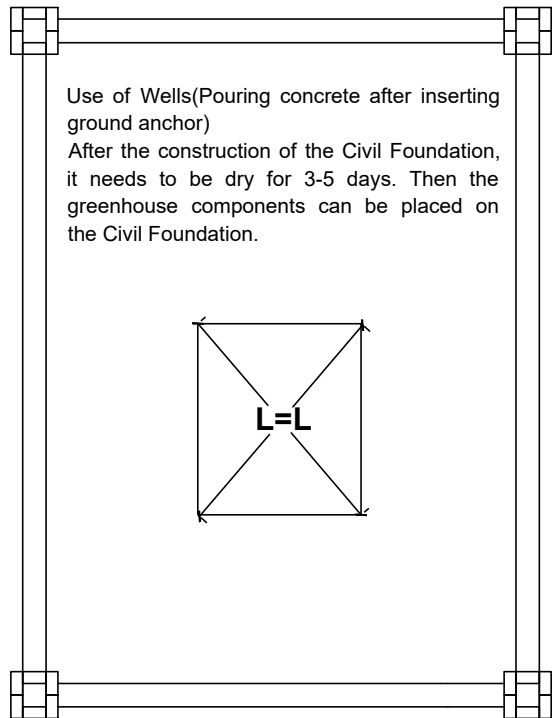 Use of Wells(Pouring concrete after inserting
ground anchor)
After the construction of the Civil Foundation,
it needs to be dry for 3-5 days. Then the
greenhouse components can be placed on
the Civil Foundation.
L=L